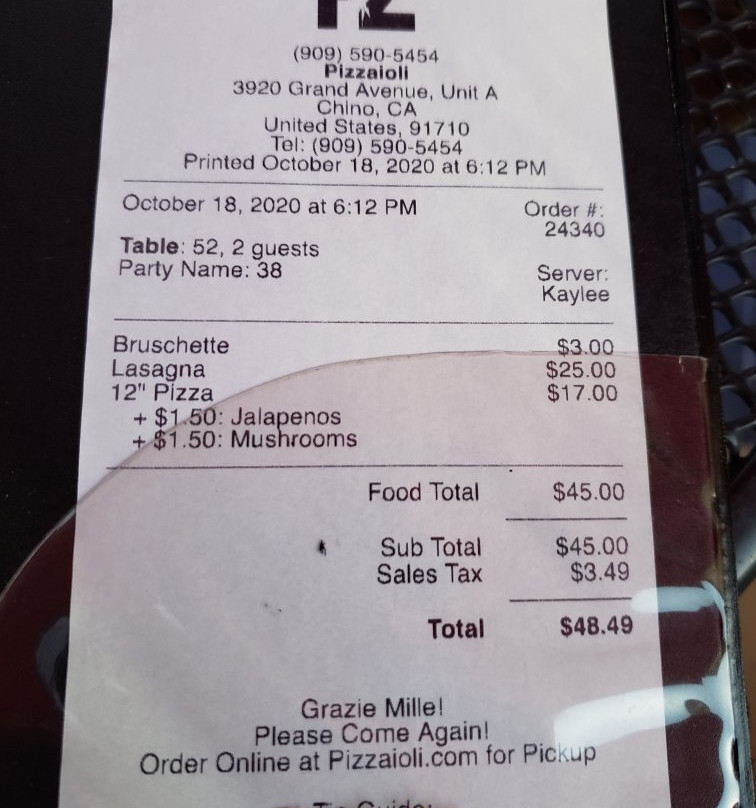 PZ
(909) 590-5454
Pizzaioli
3920 Grand Avenue, Unit A
Chino, CA
United States, 91710
Tel: (909) 590-5454
Printed October 18, 2020 at 6:12 PM
October 18, 2020 at 6:12 PM
Order #:
24340
Table: 52, 2 guests
Party Name: 38
Server:
Kaylee
Bruschette $3.00
Lasagna $25.00
12" Pizza $17.00
+ $1.50: Jalapenos
+ $1.50: Mushrooms
Food Total $45.00
Sub Total $45.00
Sales Tax $3.49
Total $48.49
Grazie Mille!
Please Come Again!
Order Online at Pizzaioli.com for Pickup
Tip Guide: